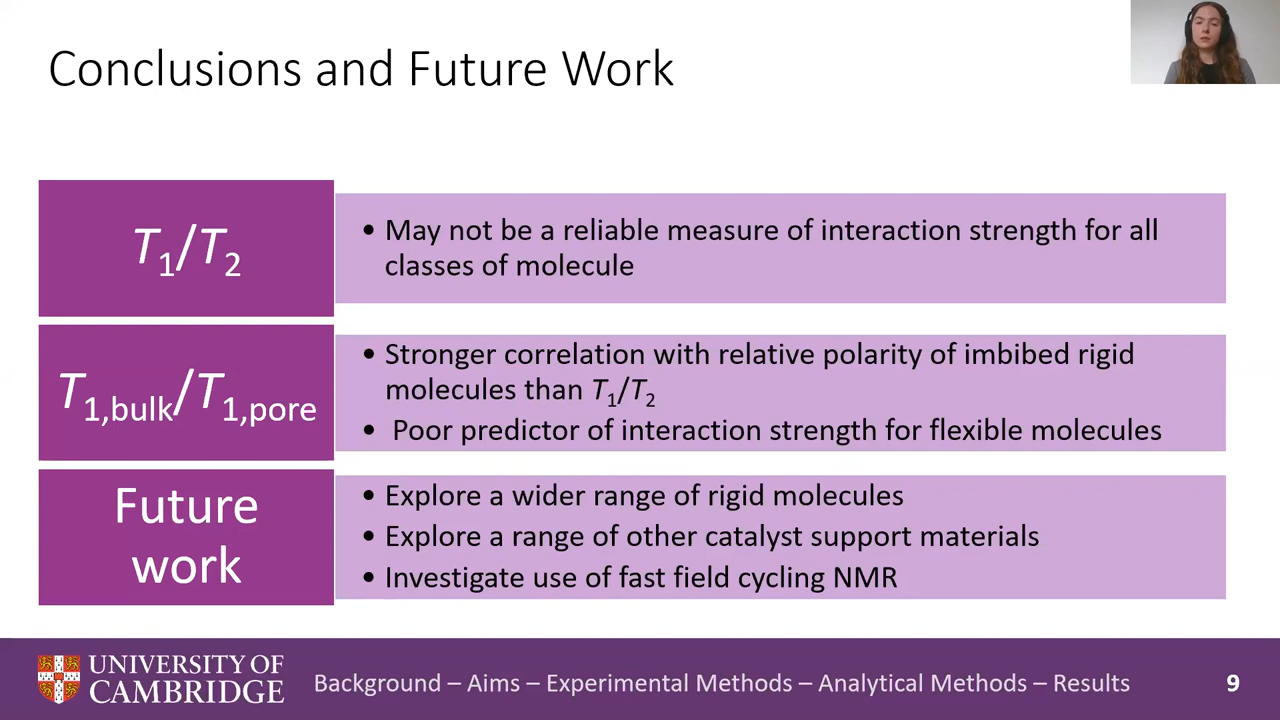 Conclusions and Future Work
T1/T2
• May not be a reliable measure of interaction strength for all
classes of molecule
T1,bulk/T1,pore
• Stronger correlation with relative polarity of imbibed rigid
molecules than T1/T2
• Poor predictor of interaction strength for flexible molecules
Future
work
• Explore a wider range of rigid molecules
• Explore a range of other catalyst support materials
• Investigate use of fast field cycling NMR
UNIVERSITY OF
CAMBRIDGE
Background – Aims – Experimental Methods – Analytical Methods – Results
9